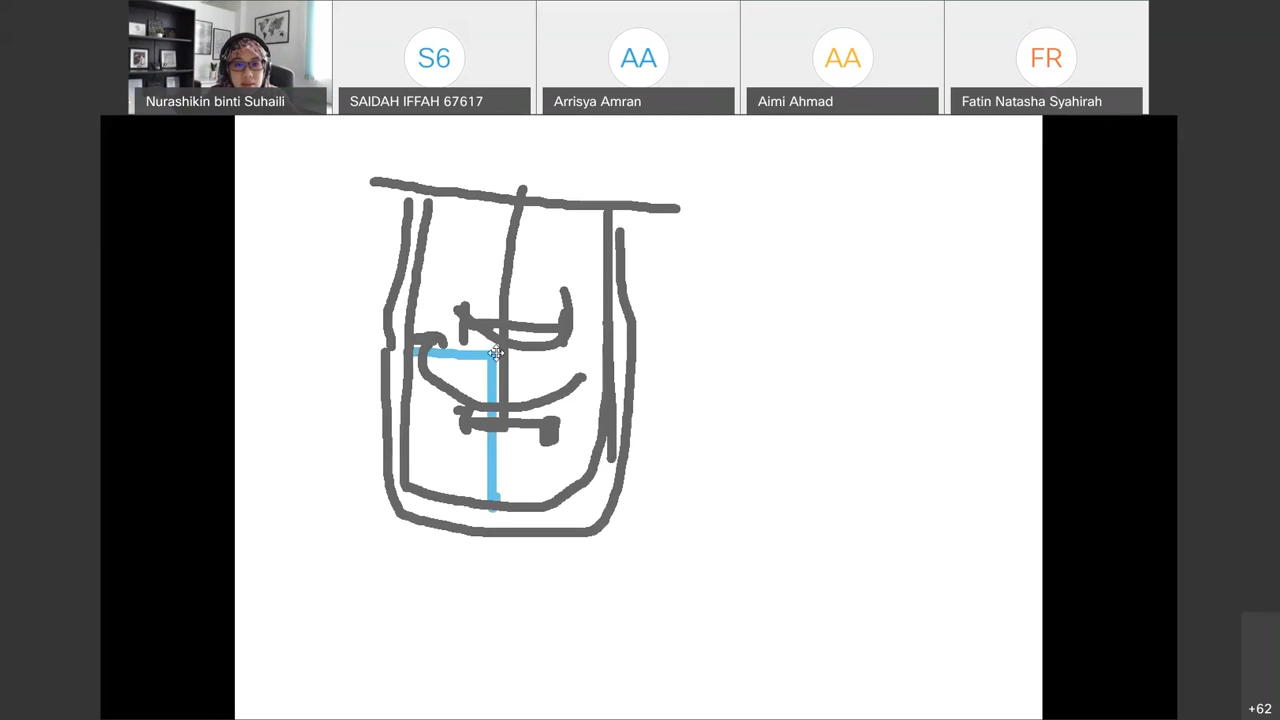 S6
AA
AA
FR
Nurashikin binti Suhaili
SAIDAH IFFAH 67617
Arrisya Amran
Aimi Ahmad
Fatin Natasha Syahirah
+62